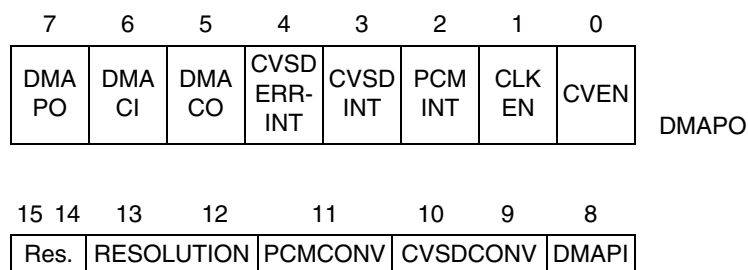 7 6 5 4 3 2 1 0
DMA PO DMA CI DMA CO CVSD ERR- INT CVSD INT PCM INT CLK EN CVEN
DMAPO
15 14 13 12 11 10 9 8
Res. RESOLUTION PCMCONV CVSDCONV DMAPI